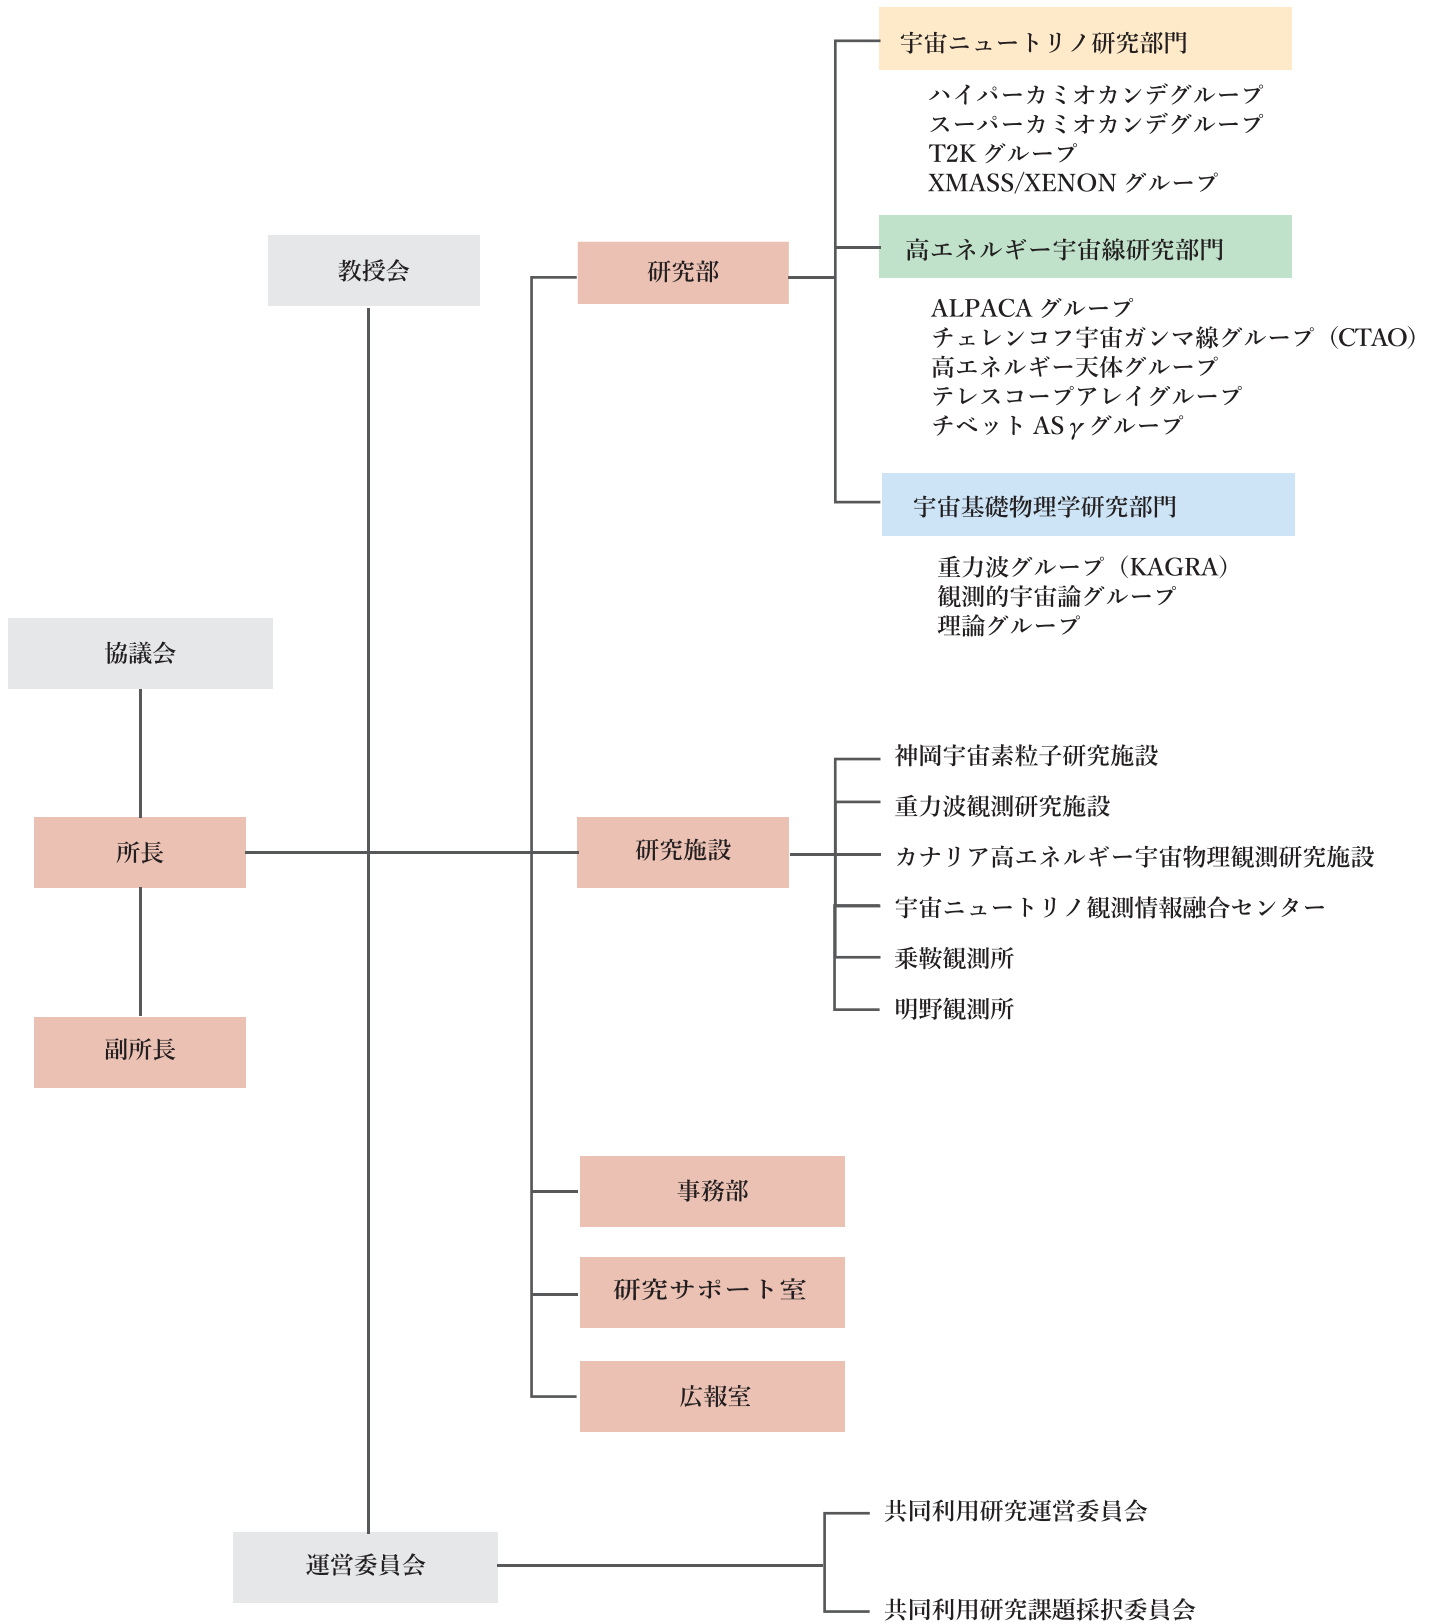 宇宙ニュートリノ研究部門
ハイパーカミオカンデグループ
スーパーカミオカンデグループ
T2K グループ
XMASS/XENON グループ
教授会
研究部
高エネルギー宇宙線研究部門
ALPACA グループ
チェレンコフ宇宙ガンマ線グループ（CTAO）
高エネルギー天体グループ
テレスコープアレイグループ
チベット ASγグループ
宇宙基礎物理学研究部門
重力波グループ（KAGRA）
観測的宇宙論グループ
理論グループ
協議会
所長
副所長
研究施設
神岡宇宙素粒子研究施設
重力波観測研究施設
カナリア高エネルギー宇宙物理観測研究施設
宇宙ニュートリノ観測情報融合センター
乗鞍観測所
明野観測所
事務部
研究サポート室
広報室
運営委員会
共同利用研究運営委員会
共同利用研究課題採択委員会